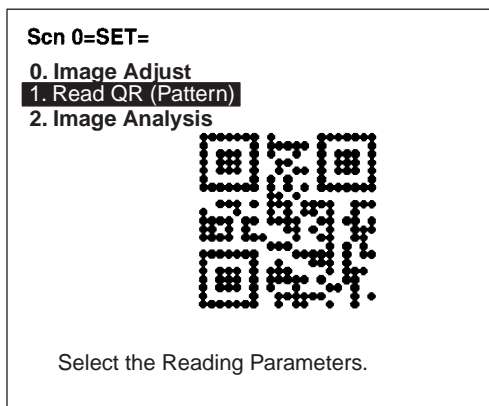 Scn 0=SET=
0. Image Adjust
1. Read QR (Pattern)
2. Image Analysis
Select the Reading Parameters.